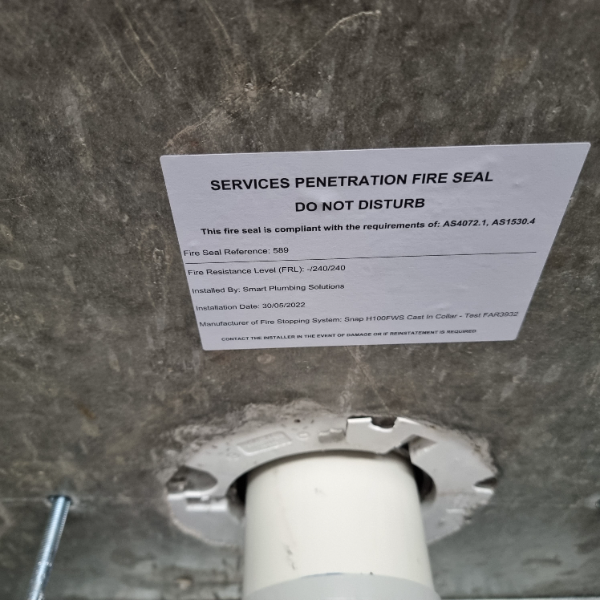 SERVICES PENETRATION FIRE SEAL
DO NOT DISTURB
This fire seal is compliant with the requirements of: AS4072.1, AS1530.4
Fire Seal Reference: 589
Fire Resistance Level (FRL): -/240/240
Installed By: Smart Plumbing Solutions
Installation Date: 30/05/2022
Manufacturer of Fire Stopping System: Snap H100FWS Cast In Collar - Test
CONTACT THE INSTALLER IN THE EVENT OF DAMAGE OR IF REINSTATEMENT IS REQUIRED